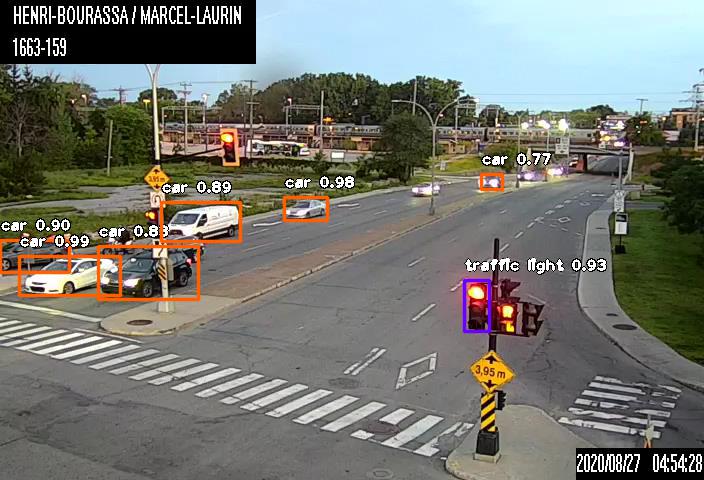 HENRI-BOURASSA / MARCEL-LAURIN
1663-159
car 0.77
car 0.89
car 0.98
3,95 m
car 0.90
car 0.83
car 0.99
traffic light 0.93
3,95 m
2020/08/27 04:54:28